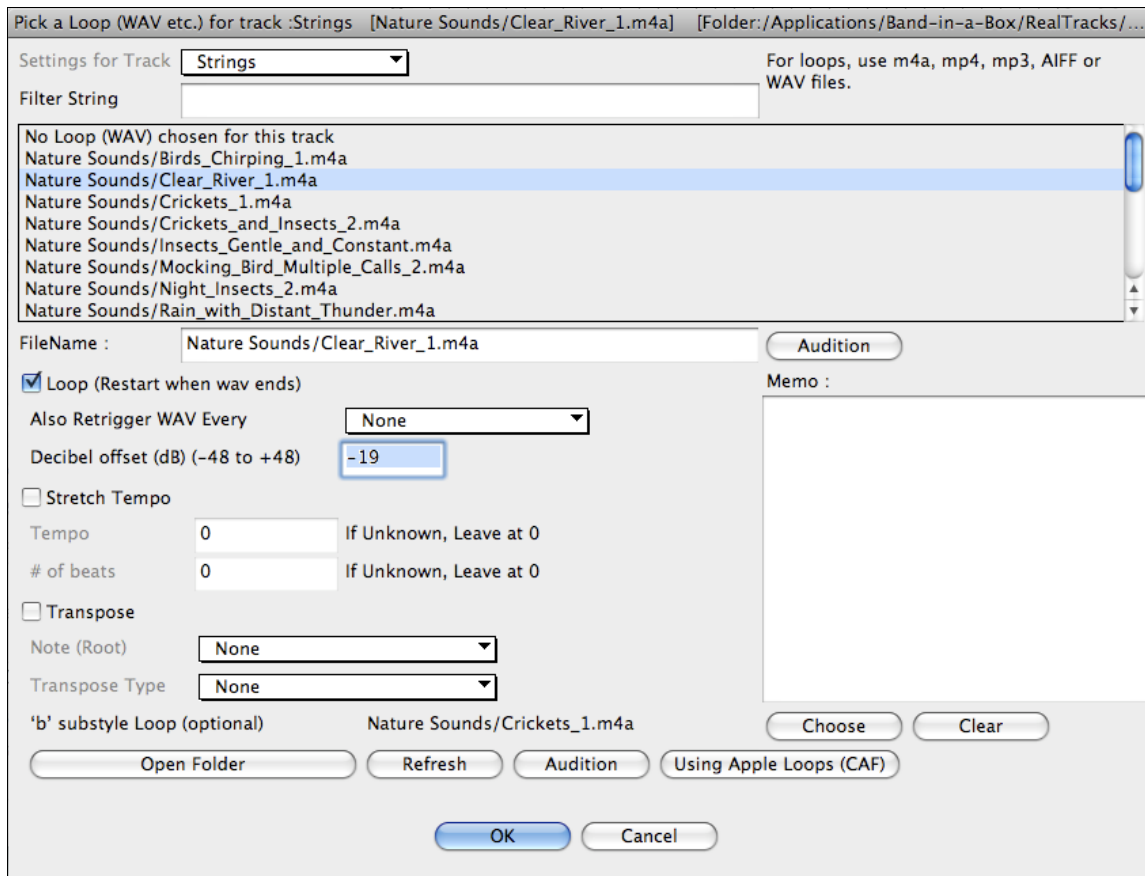 Pick a Loop (WAV etc.) for track :Strings [Nature Sounds/Clear_River_1.m4a] [Folder:/Applications/Band-in-a-Box/RealTracks/...
Settings for Track Strings
For loops, use m4a, mp4, mp3, AIFF or
WAV files.
Filter String
No Loop (WAV) chosen for this track
Nature Sounds/Birds_Chirping_1.m4a
Nature Sounds/Clear_River_1.m4a
Nature Sounds/Crickets_1.m4a
Nature Sounds/Crickets_and_Insects_2.m4a
Nature Sounds/Insects_Gentle_and_Constant.m4a
Nature Sounds/Mocking_Bird_Multiple_Calls_2.m4a
Nature Sounds/Night_Insects_2.m4a
Nature Sounds/Rain_with_Distant_Thunder.m4a
FileName : Nature Sounds/Clear_River_1.m4a Audition
Loop (Restart when wav ends) Memo :
Also Retrigger WAV Every None
Decibel offset (dB) (-48 to +48) -19
Stretch Tempo
Tempo 0 If Unknown, Leave at 0
# of beats 0 If Unknown, Leave at 0
Transpose
Note (Root) None
Transpose Type None
‘b’ substyle Loop (optional) Nature Sounds/Crickets_1.m4a Choose Clear
Open Folder Refresh Audition Using Apple Loops (CAF)
OK Cancel